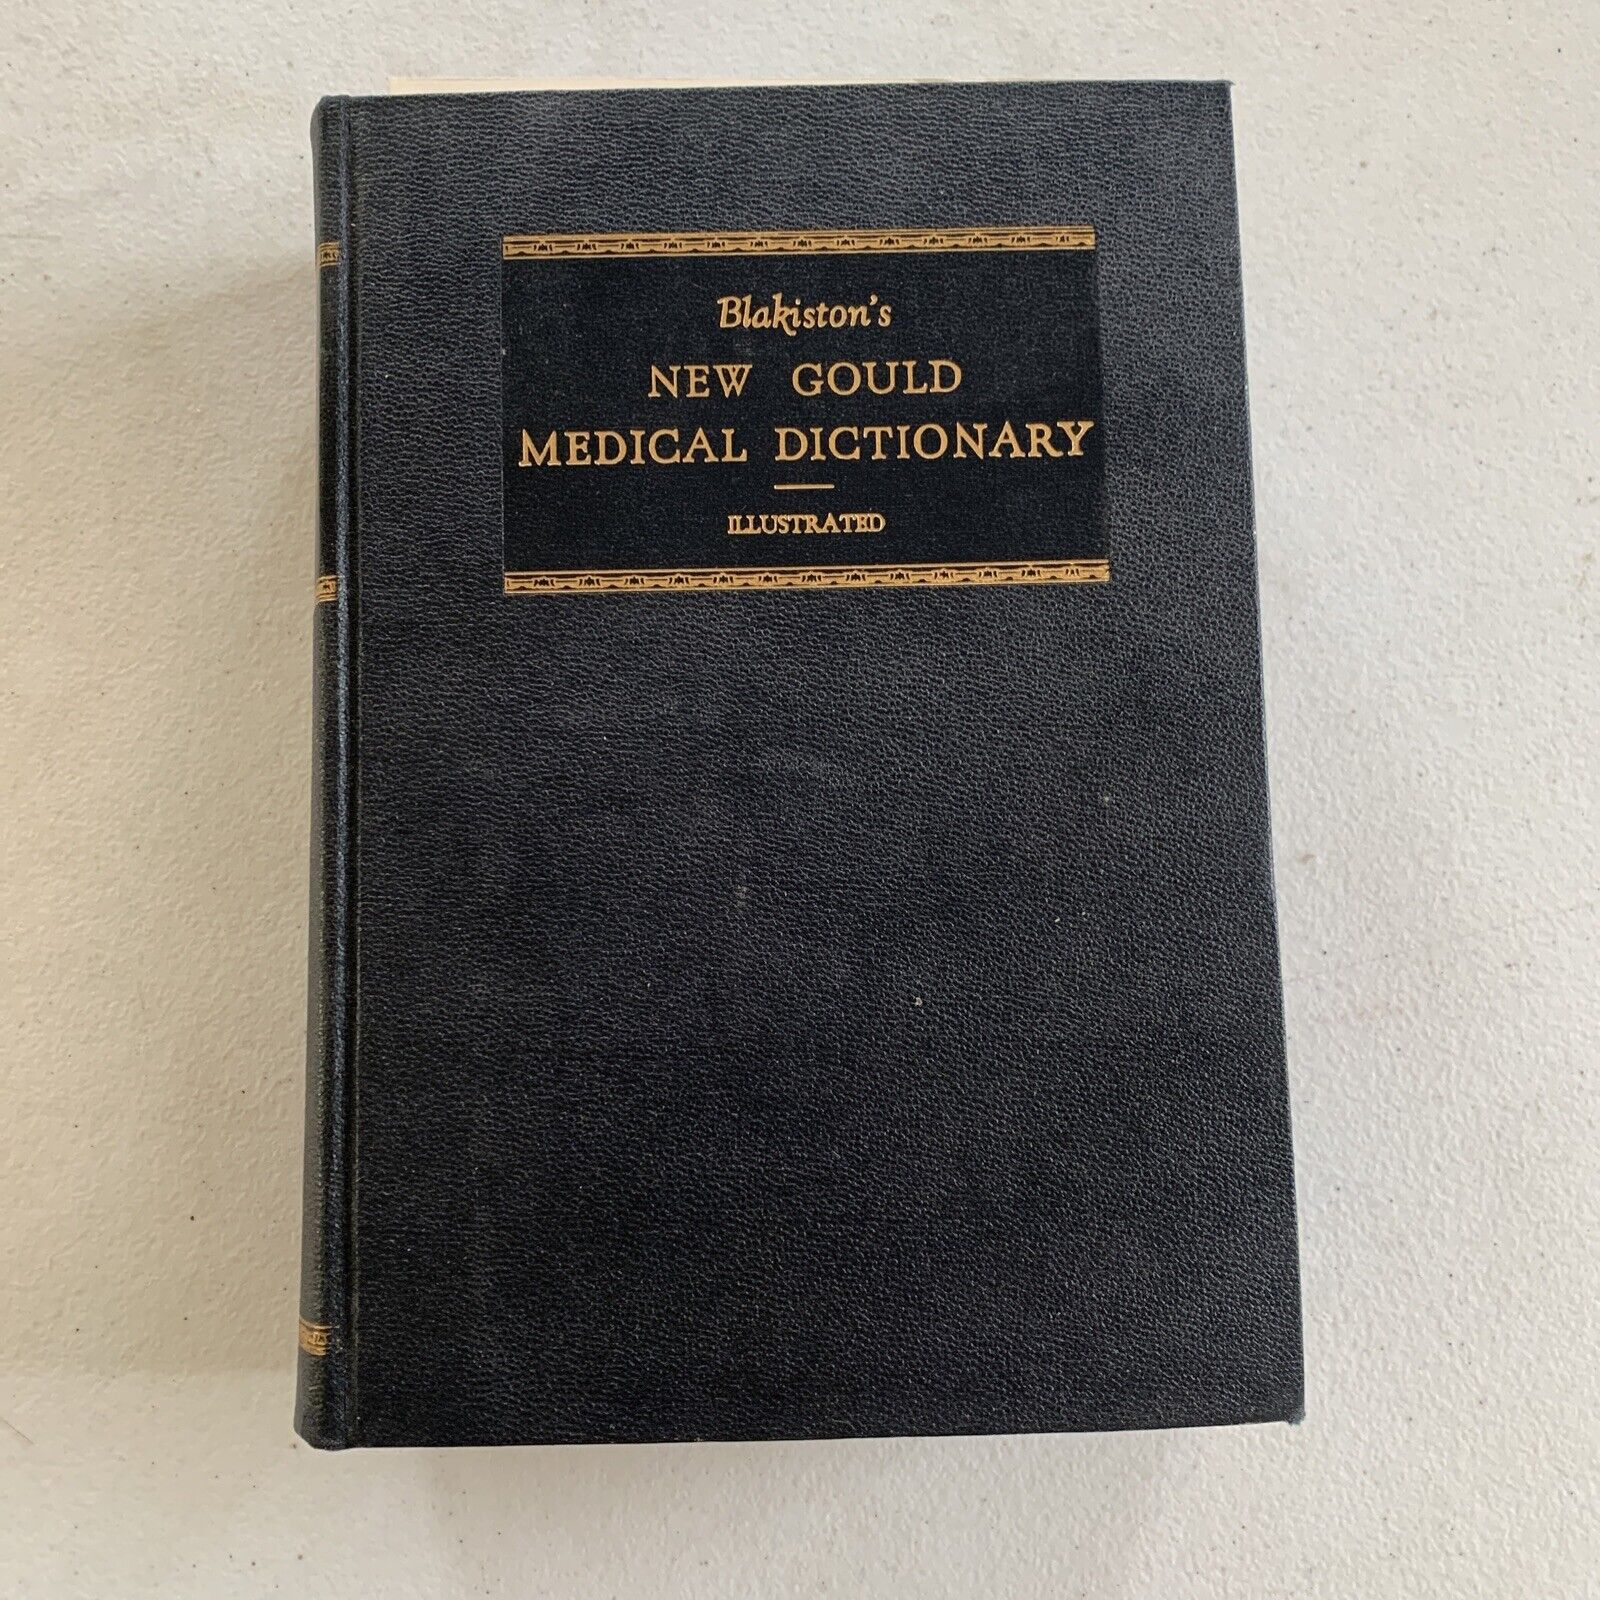 Blakiston's
NEW GOULD
MEDICAL DICTIONARY
ILLUSTRATED